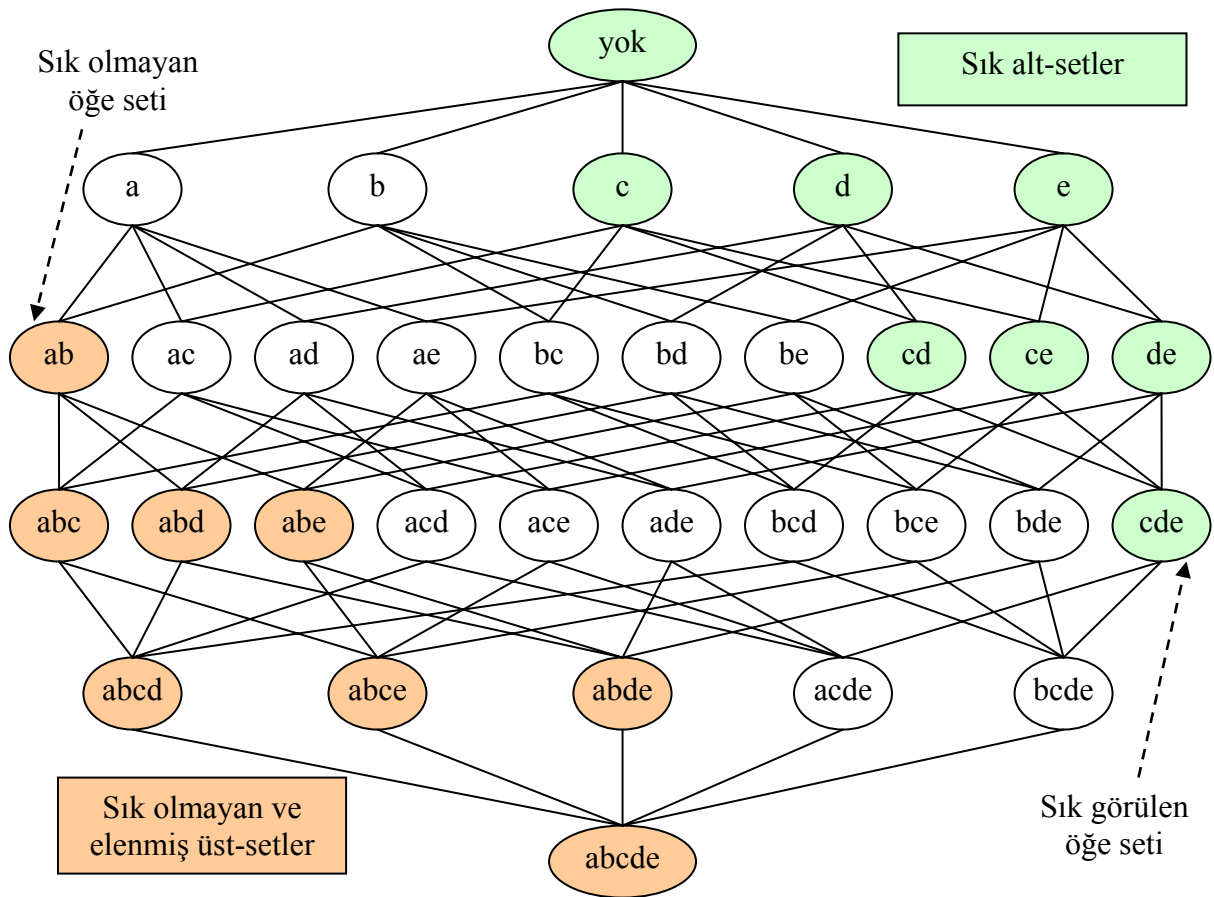 yok
Sık olmayan
öğe seti
Sık alt-setler
a b c d e
ab ac ad ae bc bd be cd ce de
abc abd abe acd ace ade bcd bce bde cde
abcd abce abde acde bcde
Sık olmayan ve
elenmiş üst-setler
abcde
Sık görülen
öğe seti